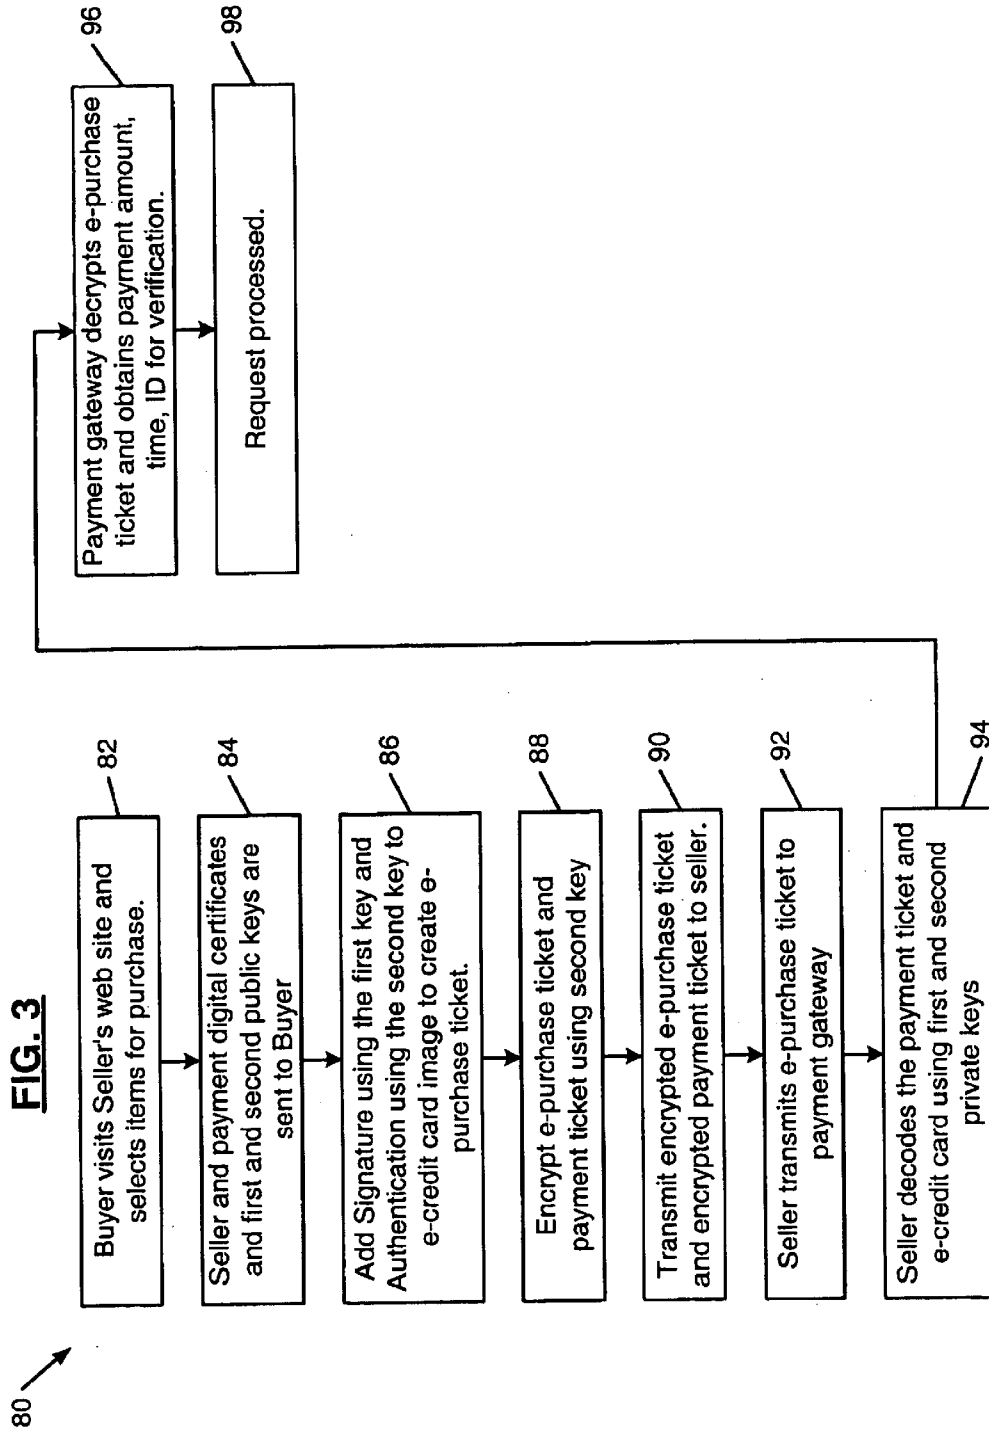 FIG. 3
80
Buyer visits Seller's web site and
selects items for purchase.
82
Seller and payment digital certificates
and first and second public keys are
sent to Buyer
84
Add Signature using the first key and
Authentication using the second key to
e-credit card image to create e-
purchase ticket.
86
Encrypt e-purchase ticket and
payment ticket using second key
88
Transmit encrypted e-purchase ticket
and encrypted payment ticket to seller.
90
Seller transmits e-purchase ticket to
payment gateway
92
Seller decodes the payment ticket and
e-credit card using first and second
private keys
94
Payment gateway decrypts e-purchase
ticket and obtains payment amount,
time, ID for verification.
96
Request processed.
98